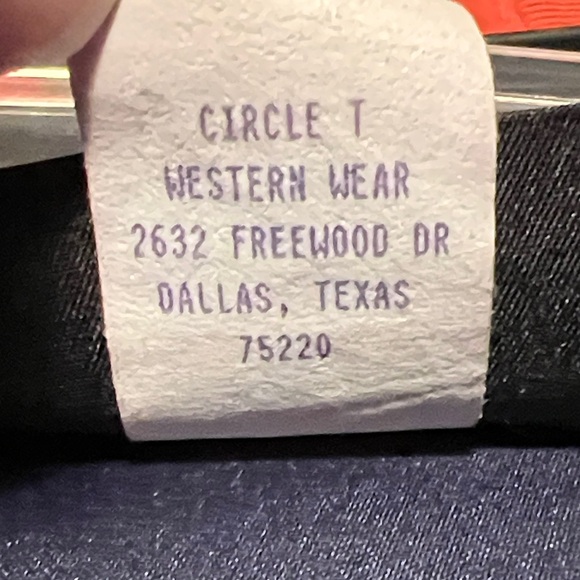 CIRCLE T
WESTERN WEAR
2632 FREEWOOD DR
DALLAS, TEXAS
75220